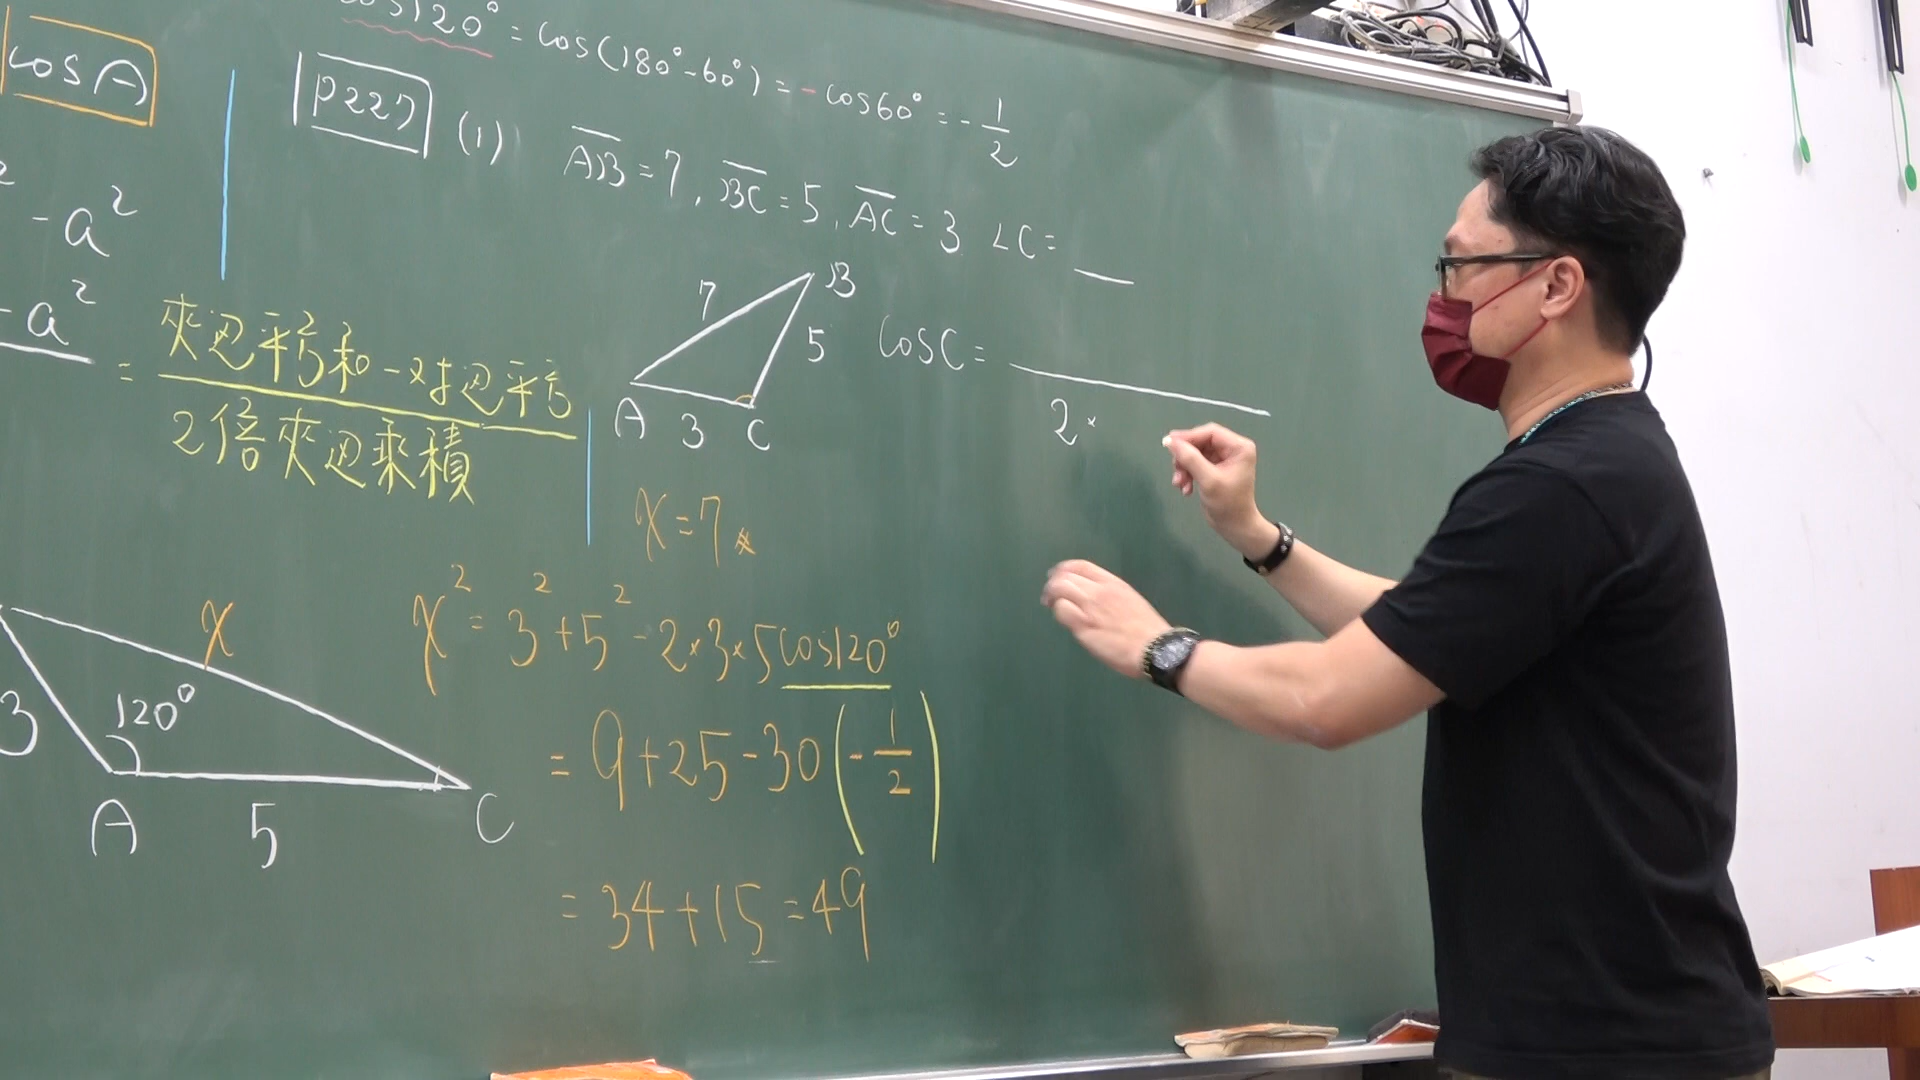 cos120° = cos(180°-60°) = -cos60° = -1/2
cosA
P227 (1) AB = 7, BC = 5, AC = 3 ∠C = __
-a²
-a² = 夾邊平方和-對邊平方
2倍夾邊乘積
7 B
5
A 3 C
cosC =
2×
x = 7
x² = 3² + 5² - 2×3×5cos120°
= 9 + 25 - 30(-1/2)
= 34 + 15 = 49
x
3 120°
A 5 C